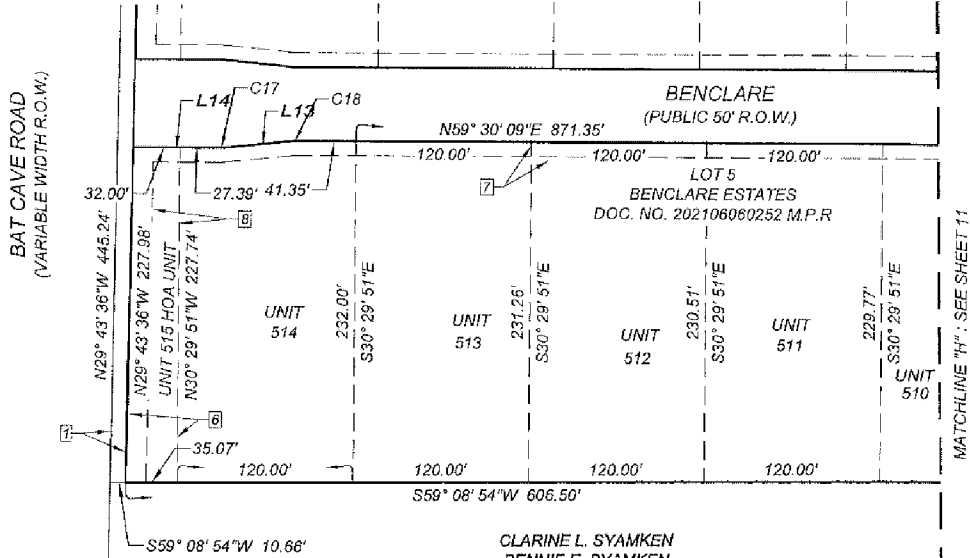 BAT CAVE ROAD
(VARIABLE WIDTH R.O.W.)
L14
C17
L13
C18
BENCLARE
(PUBLIC 50' R.O.W.)
N59° 30' 09"E 871.35'
120.00'
120.00'
120.00'
32.00'
27.39'
41.35'
7
LOT 5
BENCLARE ESTATES
DOC. NO. 202106060252 M.P.R
8
N29° 43' 36"W 445.24'
N29° 43' 36"W 227.98'
UNIT 515 HOA UNIT
N30° 29' 51"W 227.74'
UNIT
514
232.00'
S30° 29' 51"E
UNIT
513
231.26'
S30° 29' 51"E
UNIT
512
230.51'
S30° 29' 51"E
UNIT
511
229.77'
S30° 29' 51"E
UNIT
510
MATCHLINE "H" : SEE SHEET 11
1
6
35.07'
120.00'
120.00'
120.00'
120.00'
S59° 08' 54"W 606.50'
S59° 08' 54"W 10.66'
CLARINE L. SYAMKEN
BENNIE E. SYAMKEN